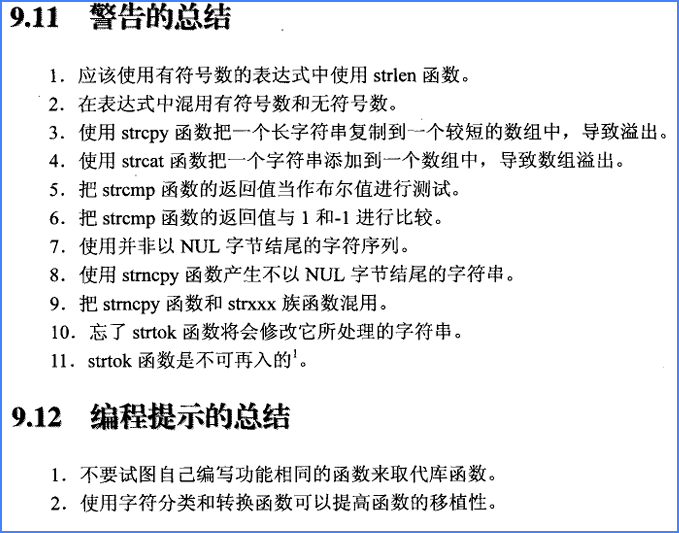 9.11 警告的总结
1．应该使用有符号数的表达式中使用 strlen 函数。
2．在表达式中混用有符号数和无符号数。
3．使用 strcpy 函数把一个长字符串复制到一个较短的数组中，导致溢出。
4．使用 strcat 函数把一个字符串添加到一个数组中，导致数组溢出。
5．把 strcmp 函数的返回值当作布尔值进行测试。
6．把 strcmp 函数的返回值与 1 和-1 进行比较。
7．使用并非以 NUL 字节结尾的字符序列。
8．使用 strncpy 函数产生不以 NUL 字节结尾的字符串。
9．把 strncpy 函数和 strxxx 族函数混用。
10．忘了 strtok 函数将会修改它所处理的字符串。
11．strtok 函数是不可再入的¹。
9.12 编程提示的总结
1．不要试图自己编写功能相同的函数来取代库函数。
2．使用字符分类和转换函数可以提高函数的移植性。